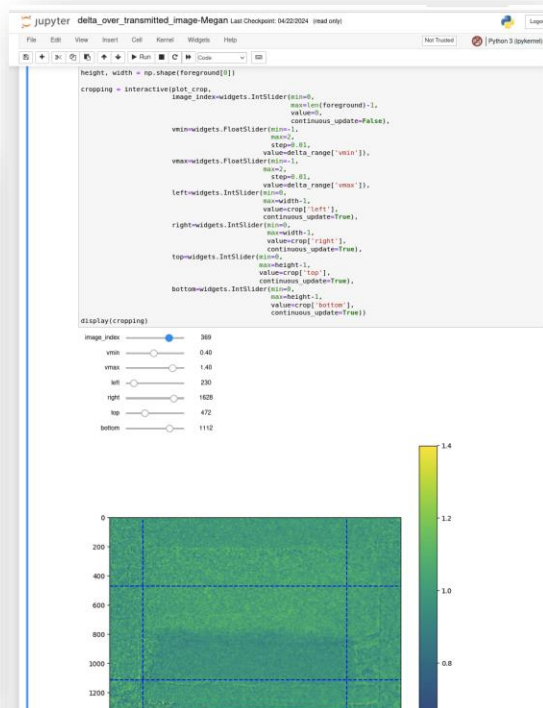 jupyter delta_over_transmitted_image-Megan Last Checkpoint: 04/22/2024 (read only)
File Edit View Insert Cell Kernel Widgets Help
Not Trusted
Python 3 (ipykernel)
Run
Code
height, width = np.shape(foreground[0])
cropping = interactive(plot_crop,
image_index=widgets.IntSlider(min=0,
max=len(foreground)-1,
value=0,
continuous_update=False),
vmin=widgets.FloatSlider(min=-1,
max=2,
step=0.01,
value=delta_range['vmin']),
vmax=widgets.FloatSlider(min=-1,
max=2,
step=0.01,
value=delta_range['vmax']),
left=widgets.IntSlider(min=0,
max=width-1,
value=crop['left'],
continuous_update=True),
right=widgets.IntSlider(min=0,
max=width-1,
value=crop['right'],
continuous_update=True),
top=widgets.IntSlider(min=0,
max=height-1,
value=crop['top'],
continuous_update=True),
bottom=widgets.IntSlider(min=0,
max=height-1,
value=crop['bottom'],
continuous_update=True))
display(cropping)
image_index 369
vmin 0.40
vmax 1.40
left 230
right 1628
top 472
bottom 1112
1.4
1.2
1.0
0.8
0
200
400
600
800
1000
1200